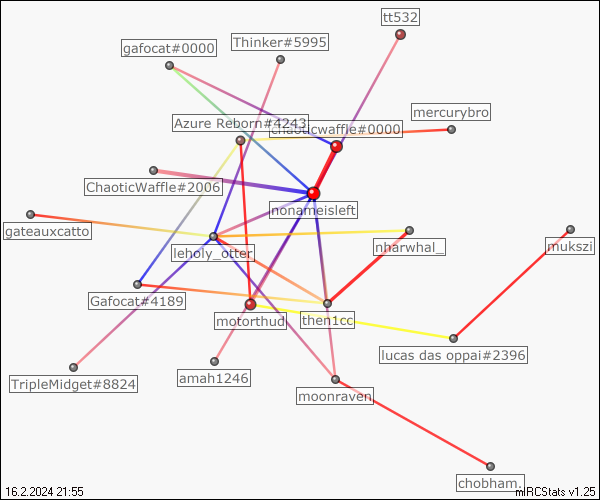 tt532
Thinker#5995
gafocat#0000
mercurybro
Azure Reborn#4243
chaoticwaffle#0000
ChaoticWaffle#2006
nonameisleft
gateauxcatto
leholy_otter
nharwhal_
mukszi
Gafocat#4189
motorthud
then1cc
lucas das oppai#2396
TripleMidget#8824
amah1246
moonraven
chobham.
16.2.2024 21:55
mIRCStats v1.25